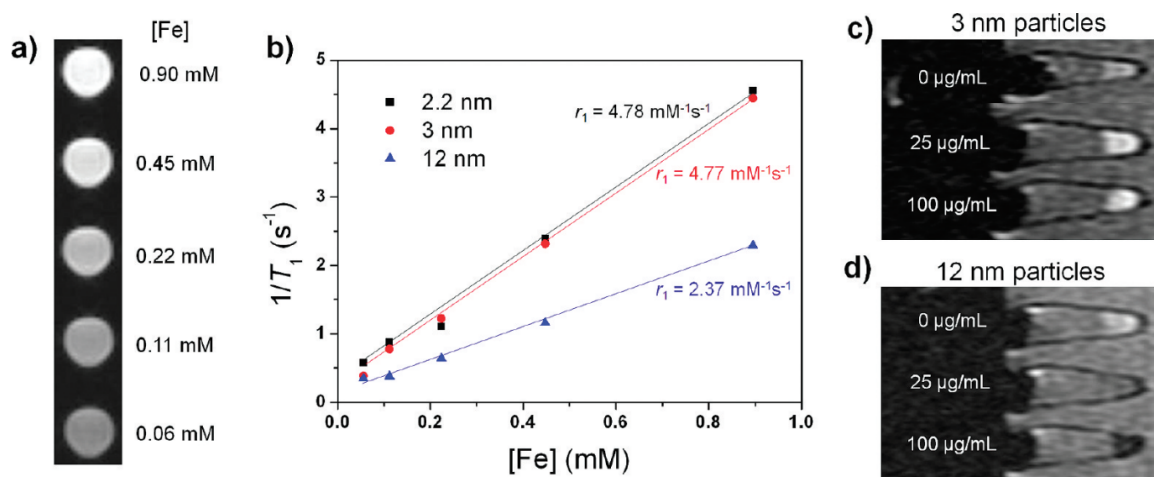 a)
[Fe]
0.90 mM
0.45 mM
0.22 mM
0.11 mM
0.06 mM
b)
1/T₁ (s⁻¹)
5
4
3
2
1
0
2.2 nm
3 nm
12 nm
r₁ = 4.78 mM⁻¹s⁻¹
r₁ = 4.77 mM⁻¹s⁻¹
r₁ = 2.37 mM⁻¹s⁻¹
0.0 0.2 0.4 0.6 0.8 1.0
[Fe] (mM)
c) 3 nm particles
0 µg/mL
25 µg/mL
100 µg/mL
d) 12 nm particles
0 µg/mL
25 µg/mL
100 µg/mL